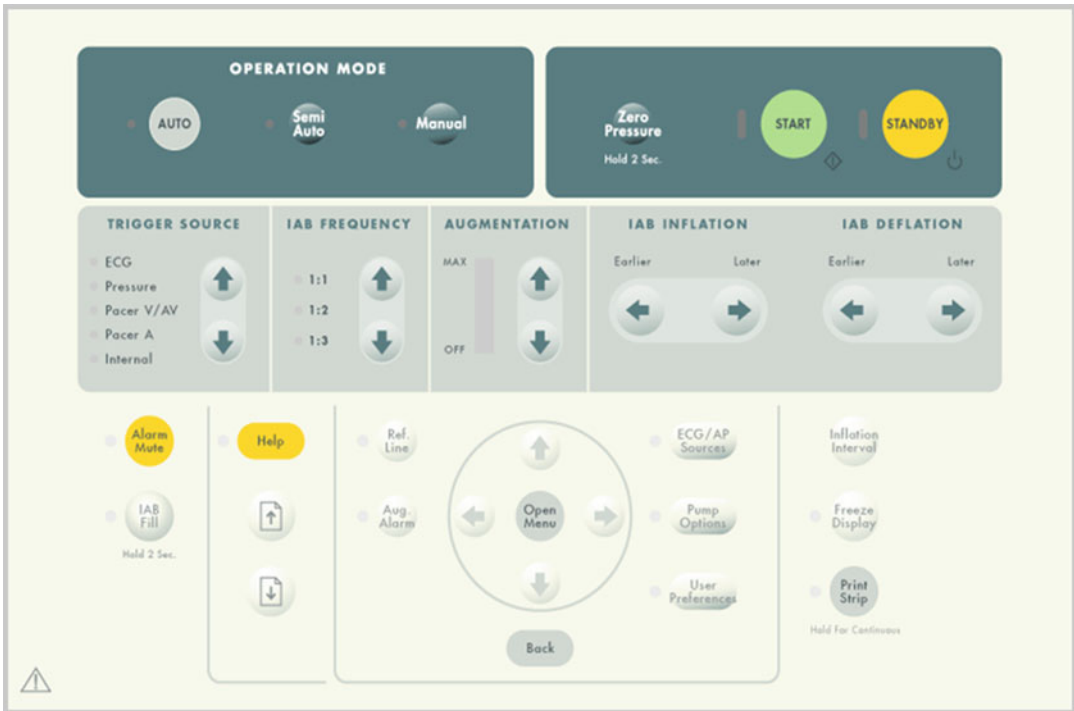 OPERATION MODE
AUTO
Semi
Auto
Manual
Zero
Pressure
Hold 2 Sec.
START
STANDBY
TRIGGER SOURCE
ECG
Pressure
Pacer V/AV
Pacer A
Internal
IAB FREQUENCY
1:1
1:2
1:3
AUGMENTATION
MAX
OFF
IAB INFLATION
Earlier
Later
IAB DEFLATION
Earlier
Later
Alarm
Mute
IAB
Fill
Hold 2 Sec.
Help
Ref.
Line
Aug.
Alarm
Open
Menu
Back
ECG/AP
Sources
Pump
Options
User
Preferences
Inflation
Interval
Freeze
Display
Print
Strip
Hold For Continuous